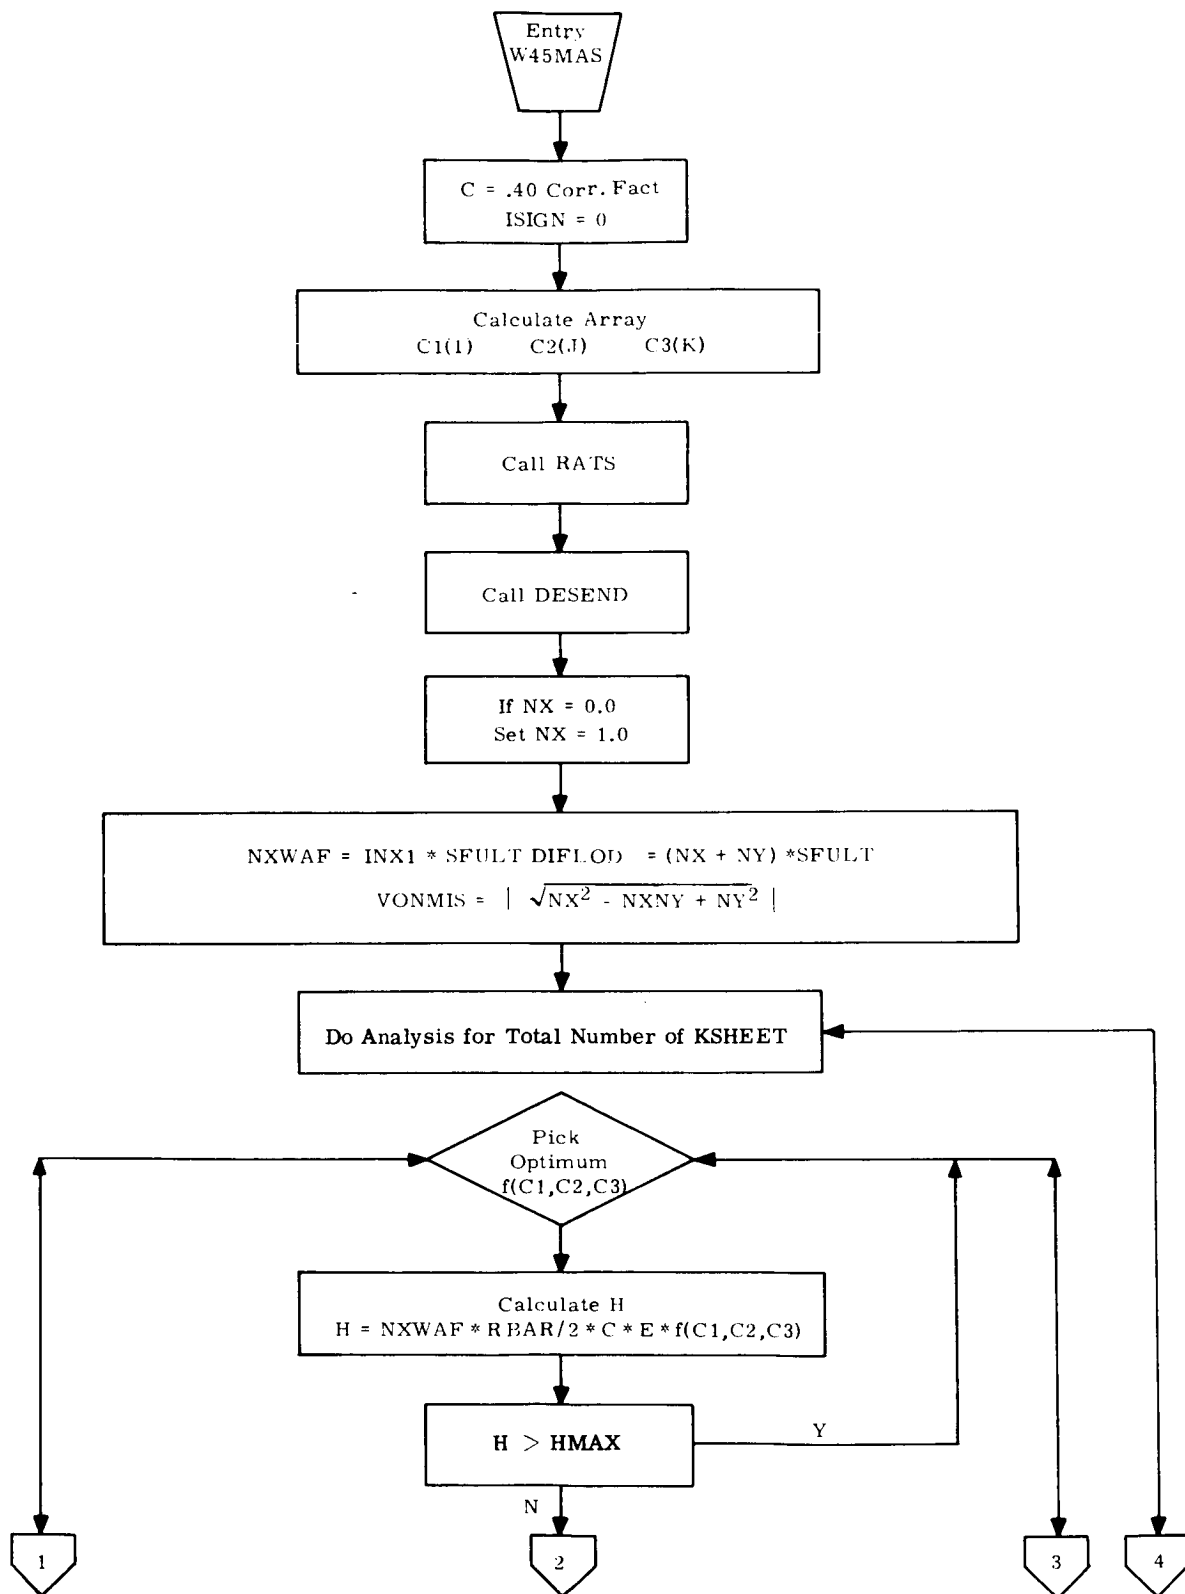 Entry
W45MAS
C = .40 Corr. Fact
ISIGN = 0
Calculate Array
C1(1) C2(J) C3(K)
Call RATS
Call DESEND
If NX = 0.0
Set NX = 1.0
NXWAF = INX1 * SFULT DIFLOD = (NX + NY) *SFULT
VONMIS = | √NX² - NXNY + NY² |
Do Analysis for Total Number of KSHEET
Pick
Optimum
f(C1,C2,C3)
Calculate H
H = NXWAF * RBAR/2 * C * E * f(C1,C2,C3)
H > HMAX
Y
N
1 2 3 4